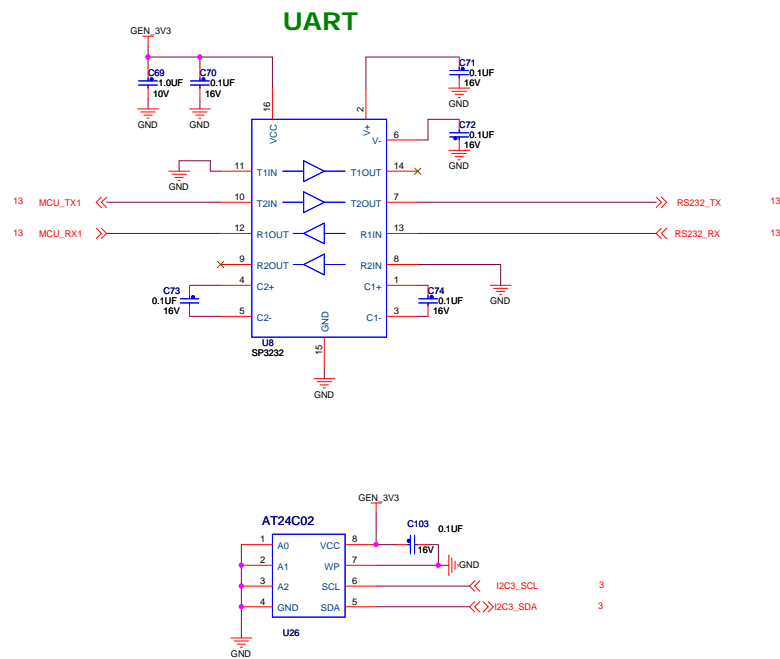 UART
GEN_3V3
C69
1.0UF
10V
C70
0.1UF
16V
C71
0.1UF
16V
GND
GND
GND
16
2
VCC
V+
V-
6
C72
0.1UF
16V
GND
11
T1IN
T1OUT
14
GND
13
MCU_TX1
10
T2IN
T2OUT
7
RS232_TX
13
13
MCU_RX1
12
R1OUT
R1IN
13
RS232_RX
13
9
R2OUT
R2IN
8
C73
0.1UF
16V
4
C2+
C1+
1
C74
0.1UF
16V
GND
5
C2-
GND
C1-
3
U8
SP3232
15
GND
GEN_3V3
AT24C02
C103
0.1UF
16V
1
A0
VCC
8
2
A1
WP
7
GND
3
A2
SCL
6
I2C3_SCL
3
4
GND
SDA
5
I2C3_SDA
3
U26
GND